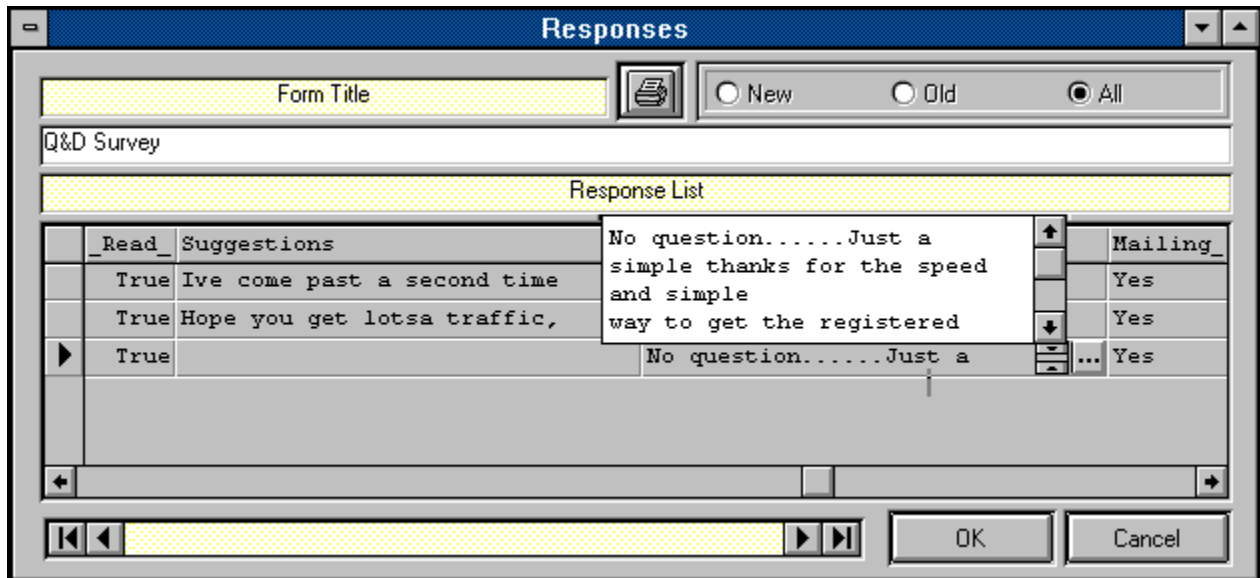 Responses
Form Title
New Old All
Q&D Survey
Response List
_Read_ Suggestions Mailing_
No question......Just a
simple thanks for the speed
and simple
way to get the registered
True Ive come past a second time Yes
True Hope you get lotsa traffic, Yes
True No question......Just a ... Yes
OK Cancel